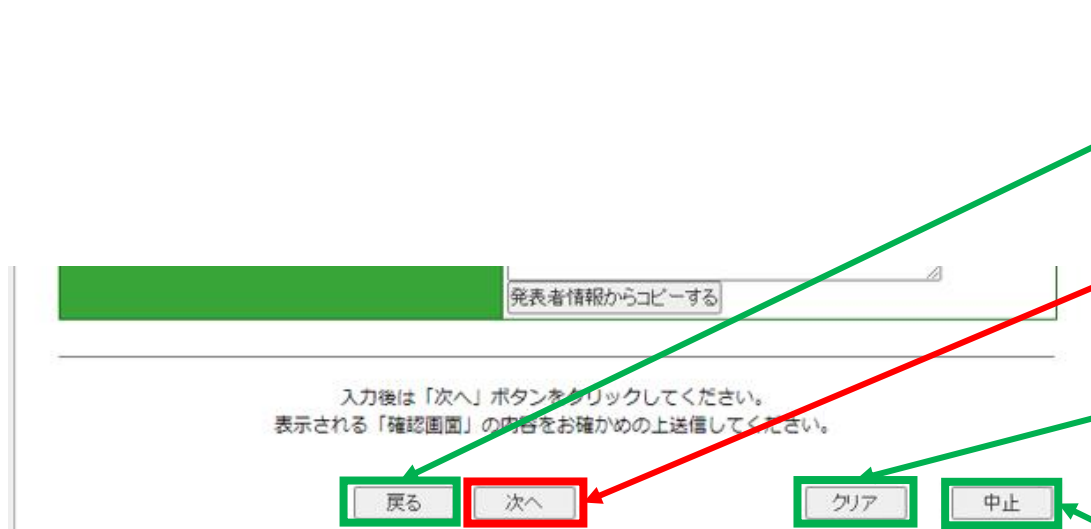 発表者情報からコピーする
入力後は「次へ」ボタンをクリックしてください。
表示される「確認画面」の内容をお確かめの上送信してください。
戻る 次へ クリア 中止